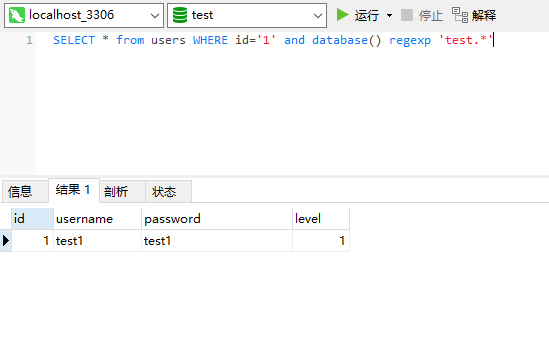 localhost_3306 test 运行 停止 解释
1 SELECT * from users WHERE id='1' and database() regexp 'test.*'
信息 结果 1 剖析 状态
id username password level
1 test1 test1 1